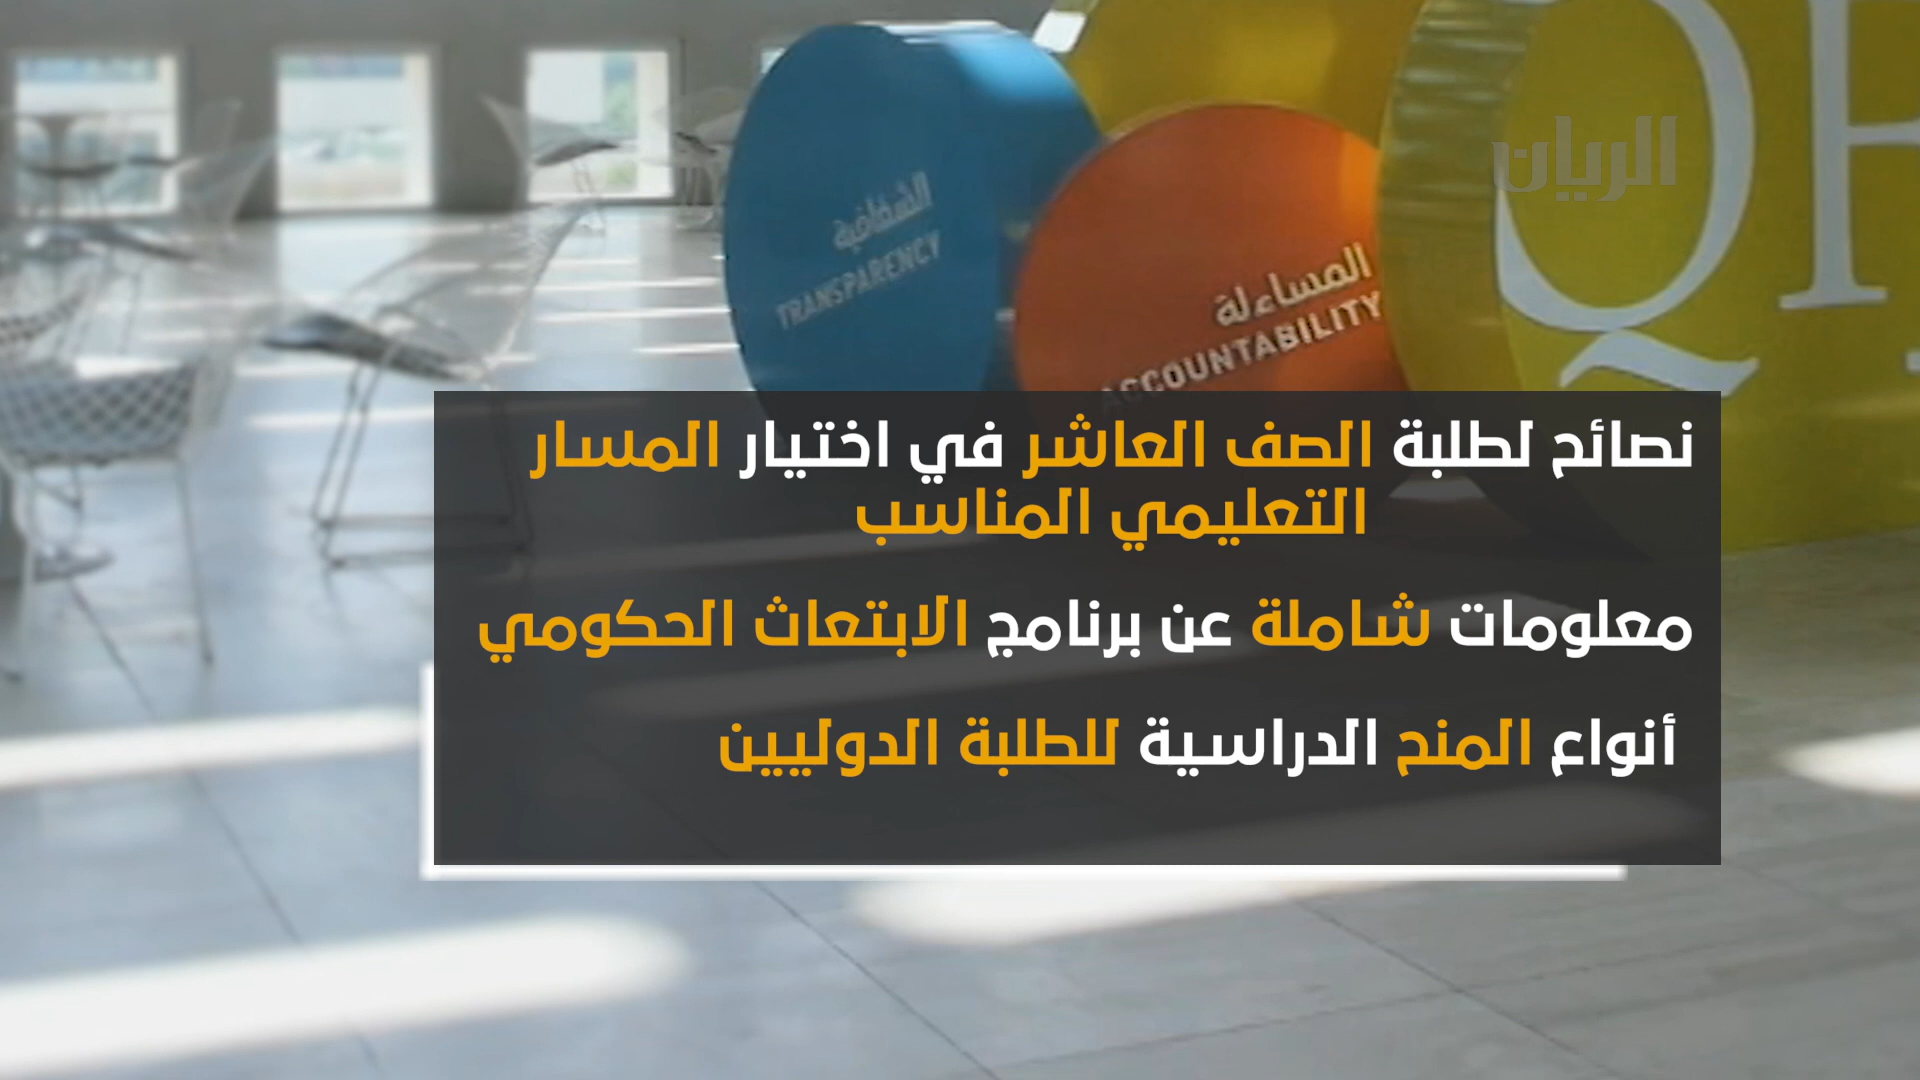 الريان
الشفافية
TRANSPARENCY
المساءلة
ACCOUNTABILITY
نصائح لطلبة الصف العاشر في اختيار المسار
التعليمي المناسب
معلومات شاملة عن برنامج الابتعاث الحكومي
أنواع المنح الدراسية للطلبة الدوليين